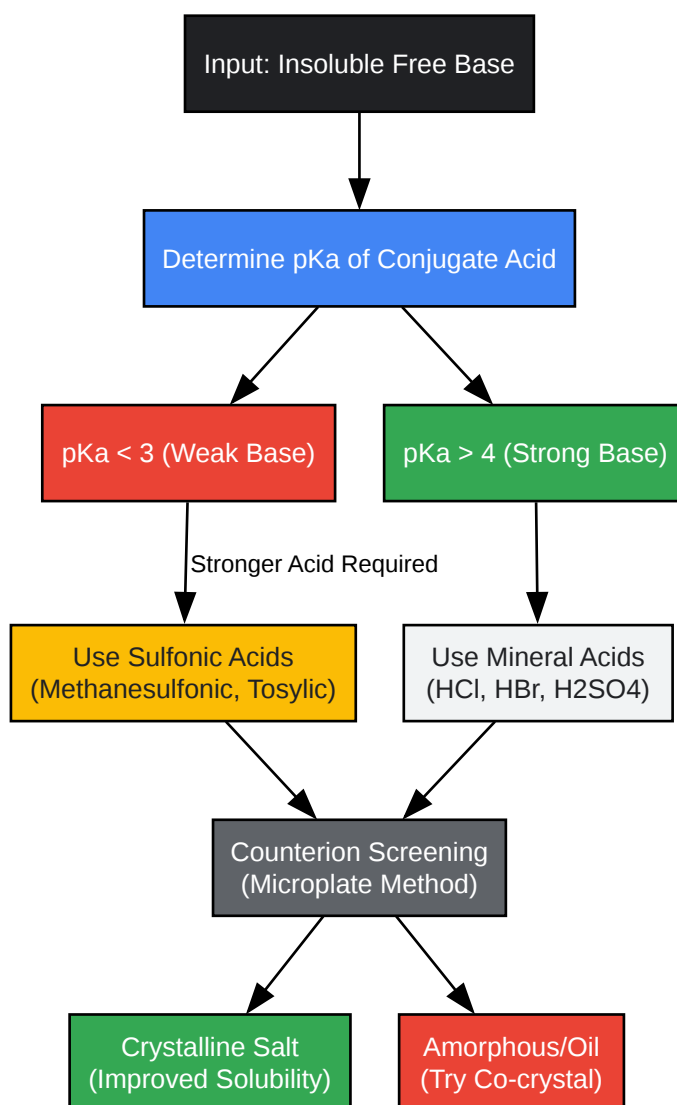 Input: Insoluble Free Base
Determine pKa of Conjugate Acid
pKa < 3 (Weak Base)
pKa > 4 (Strong Base)
Stronger Acid Required
Use Sulfonic Acids
(Methanesulfonic, Tosylic)
Use Mineral Acids
(HCl, HBr, H2SO4)
Counterion Screening
(Microplate Method)
Crystalline Salt
(Improved Solubility)
Amorphous/Oil
(Try Co-crystal)